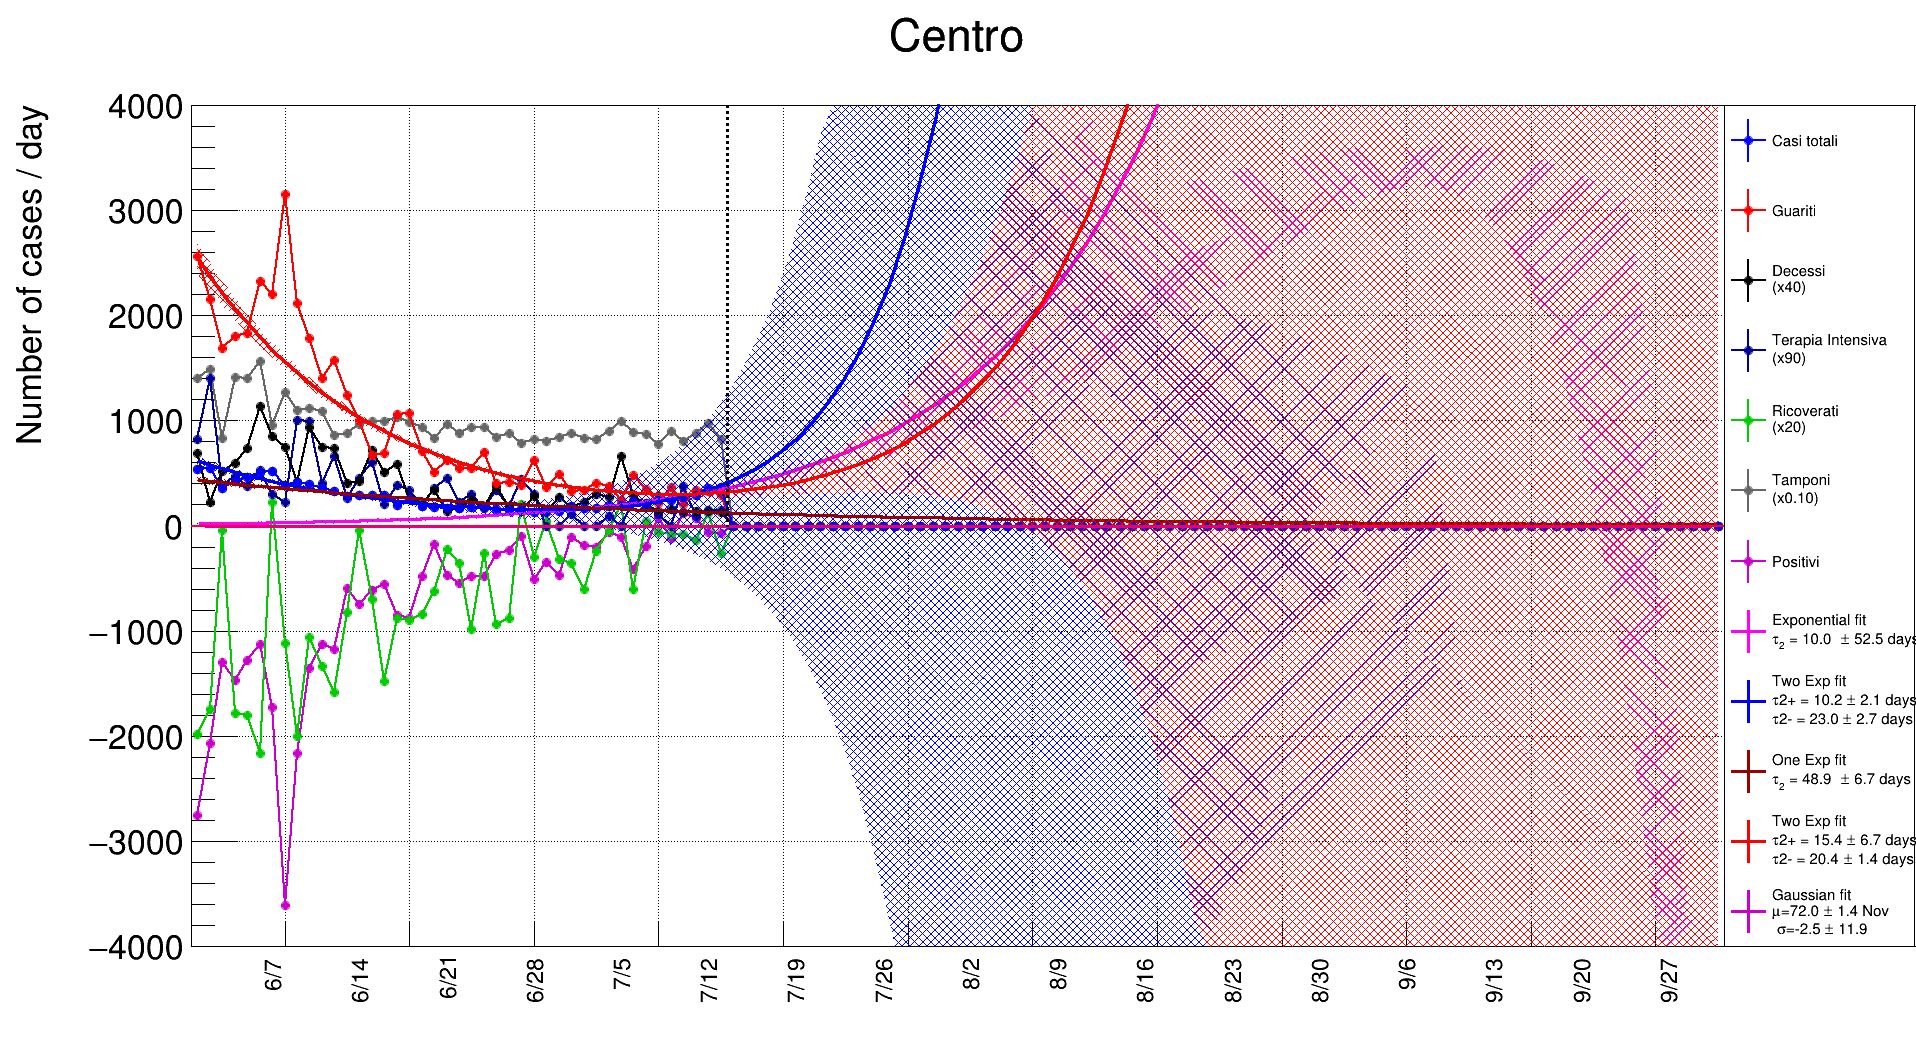 Centro
Number of cases / day
4000
3000
2000
1000
0
−1000
−2000
−3000
−4000
6/7
6/14
6/21
6/28
7/5
7/12
7/19
7/26
8/2
8/9
8/16
8/23
8/30
9/6
9/13
9/20
9/27
Casi totali
Guariti
Decessi
(x40)
Terapia Intensiva
(x90)
Ricoverati
(x20)
Tamponi
(x0.10)
Positivi
Exponential fit
τ2 = 10.0 ± 52.5 days
Two Exp fit
τ2+ = 10.2 ± 2.1 days
τ2- = 23.0 ± 2.7 days
One Exp fit
τ2 = 48.9 ± 6.7 days
Two Exp fit
τ2+ = 15.4 ± 6.7 days
τ2- = 20.4 ± 1.4 days
Gaussian fit
μ=72.0 ± 1.4 Nov
σ=-2.5 ± 11.9